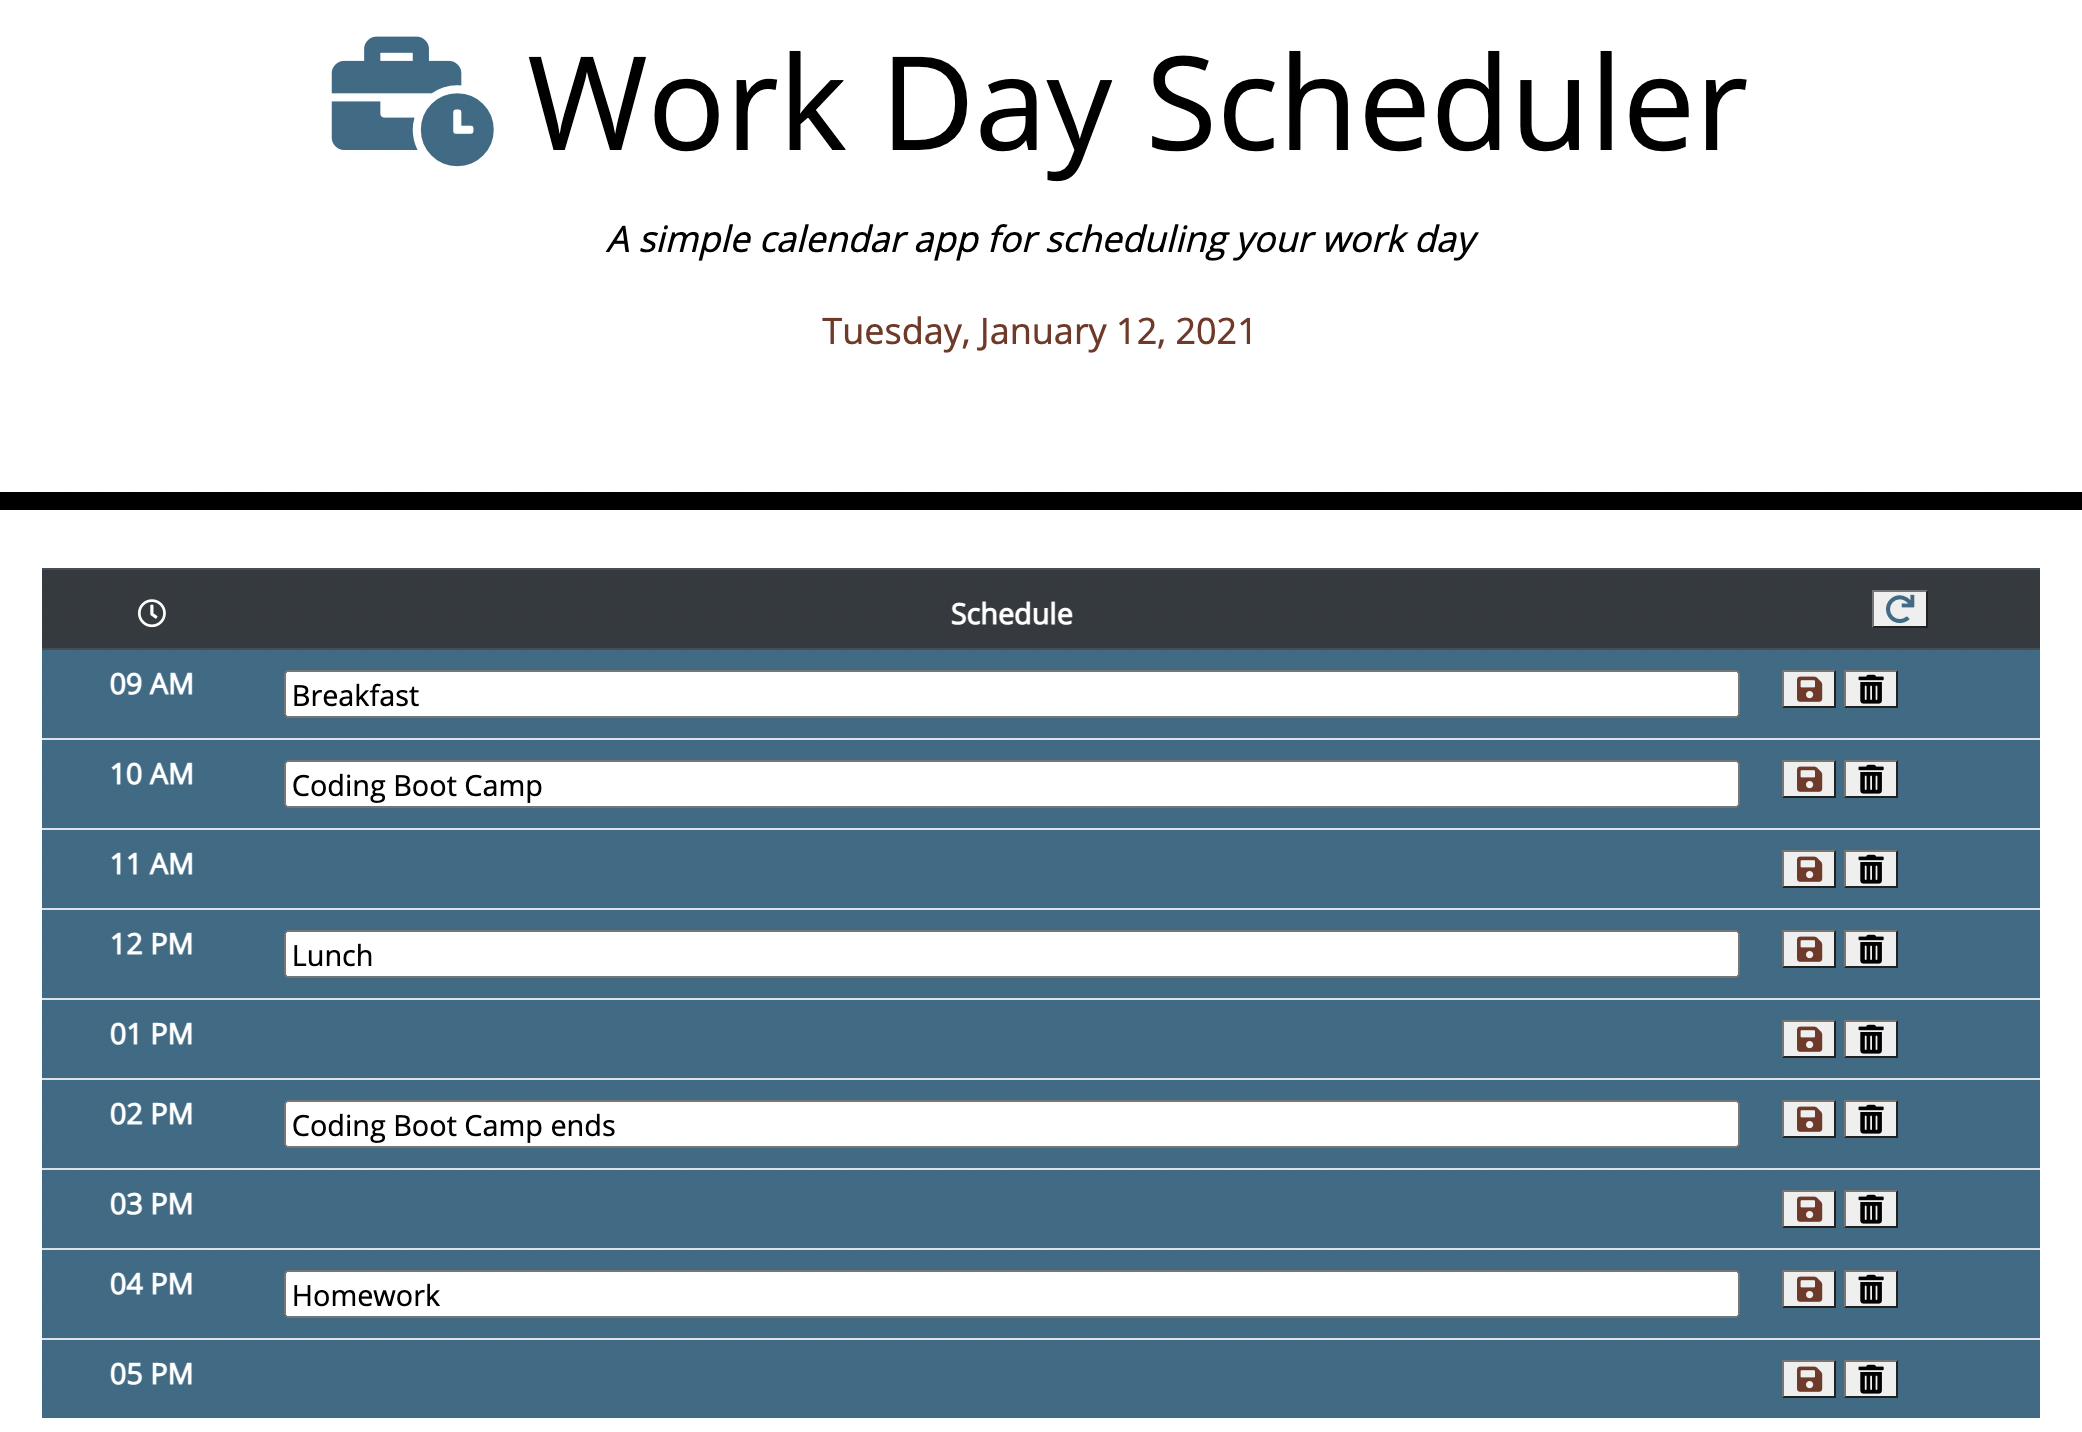 Work Day Scheduler
A simple calendar app for scheduling your work day
Tuesday, January 12, 2021
Schedule
09 AM Breakfast
10 AM Coding Boot Camp
11 AM
12 PM Lunch
01 PM
02 PM Coding Boot Camp ends
03 PM
04 PM Homework
05 PM